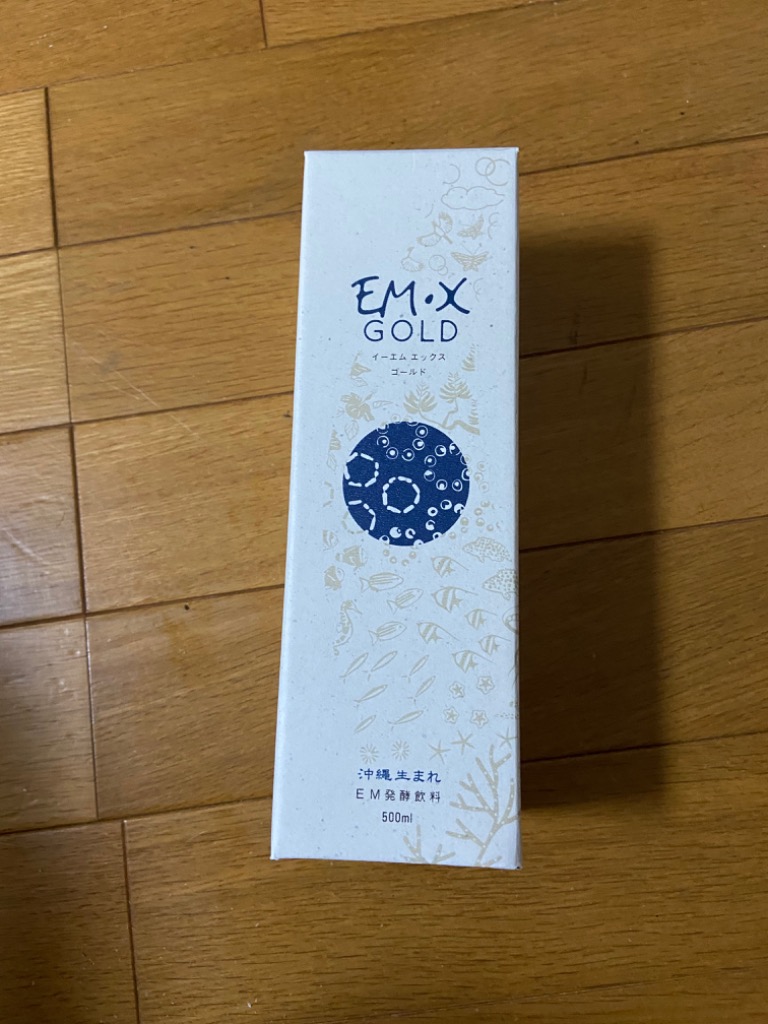 EM・X
GOLD
イーエム エックス
ゴールド
沖縄生まれ
EM発酵飲料
500ml